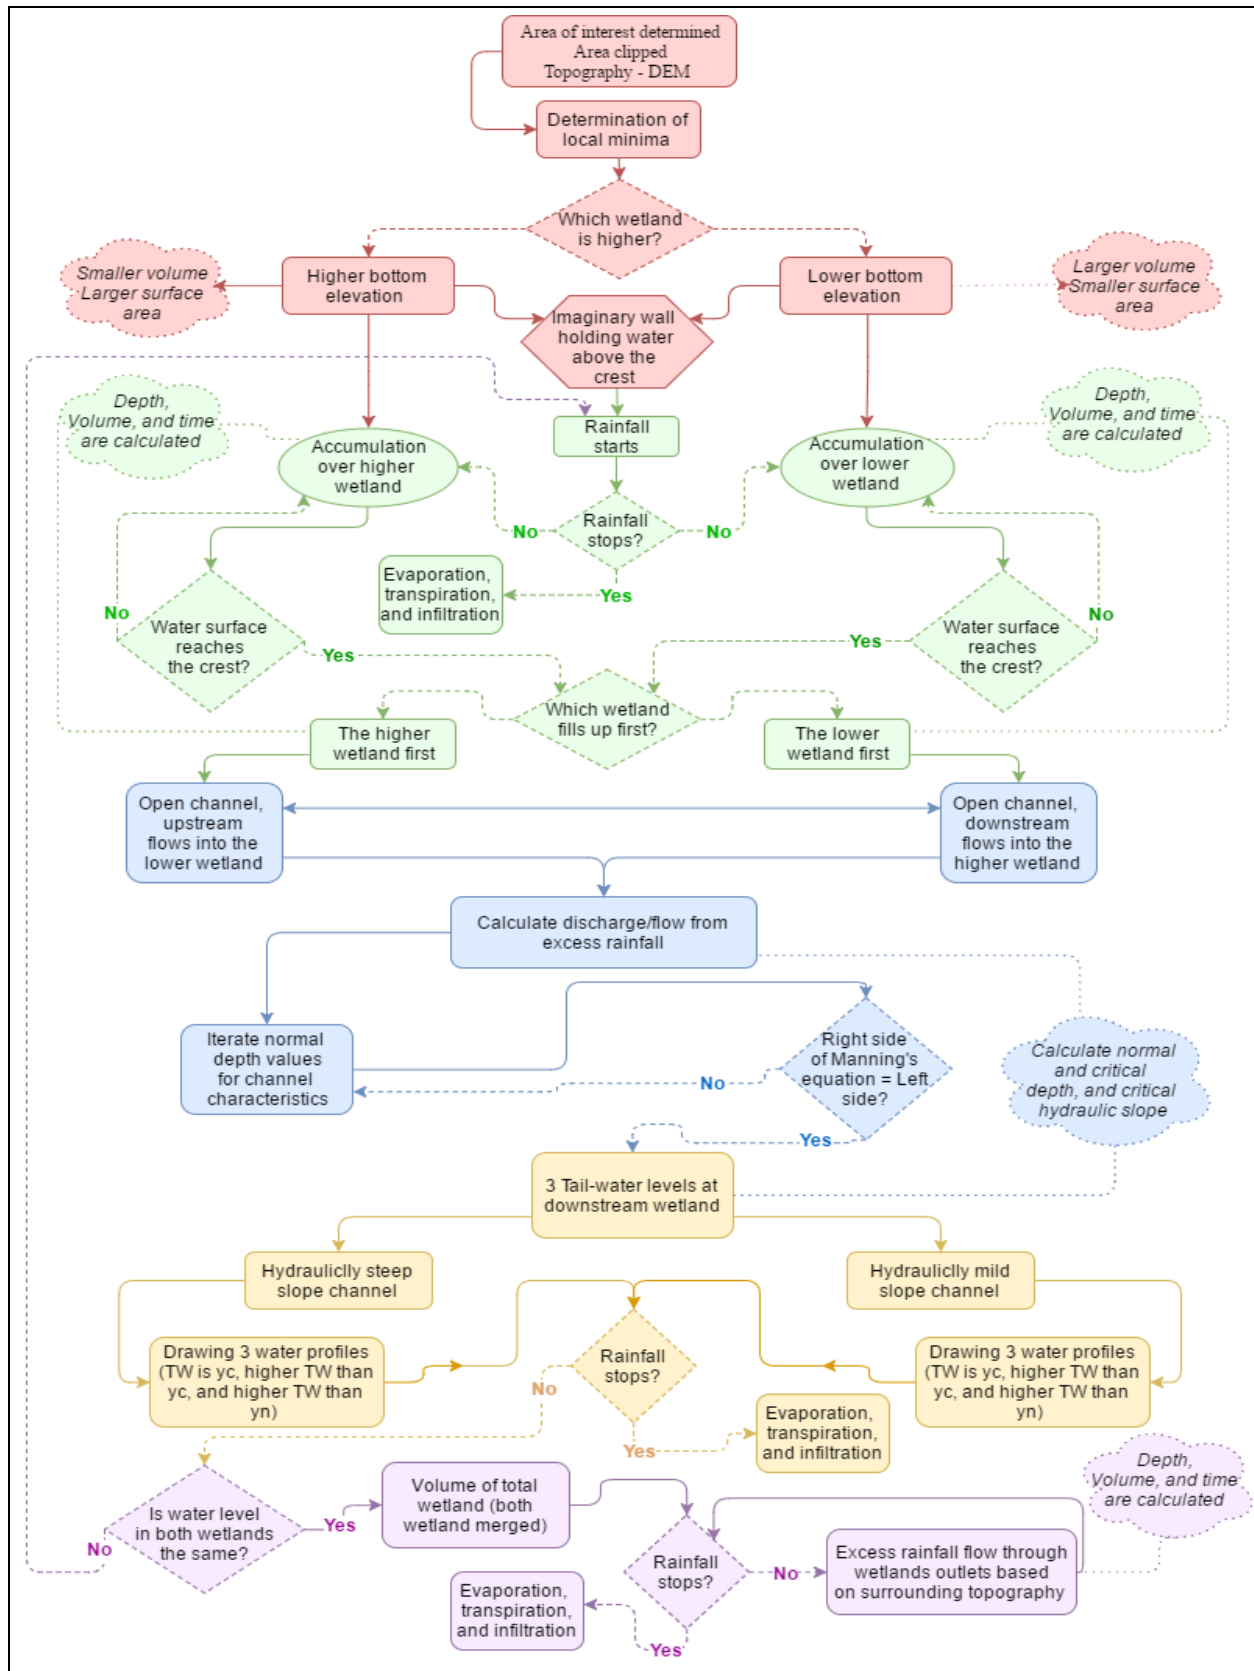 Area of interest determined
Area clipped
Topography - DEM
Determination of
local minima
Which wetland
is higher?
Smaller volume
Larger surface
area
Higher bottom
elevation
Lower bottom
elevation
Larger volume
Smaller surface
area
Imaginary wall
holding water
above the
crest
Depth,
Volume, and time
are calculated
Rainfall
starts
Depth,
Volume, and time
are calculated
Accumulation
over higher
wetland
Accumulation
over lower
wetland
No
Rainfall
stops?
No
Evaporation,
transpiration,
and infiltration
Yes
No
Water surface
reaches
the crest?
Yes
Yes
Water surface
reaches
the crest?
No
Which wetland
fills up first?
The higher
wetland first
The lower
wetland first
Open channel,
upstream
flows into the
lower wetland
Open channel,
downstream
flows into the
higher wetland
Calculate discharge/flow from
excess rainfall
Iterate normal
depth values
for channel
characteristics
Right side
of Manning's
equation = Left
side?
No
Yes
Calculate normal
and critical
depth, and critical
hydraulic slope
3 Tail-water levels at
downstream wetland
Hydrauliclly steep
slope channel
Hydrauliclly mild
slope channel
Drawing 3 water profiles
(TW is yc, higher TW than
yc, and higher TW than
yn)
Rainfall
stops?
Drawing 3 water profiles
(TW is yc, higher TW than
yc, and higher TW than
yn)
No
Yes
Evaporation,
transpiration,
and infiltration
Is water level
in both wetlands
the same?
No
Yes
Volume of total
wetland (both
wetland merged)
Depth,
Volume, and time
are calculated
Rainfall
stops?
No
Excess rainfall flow through
wetlands outlets based
on surrounding topography
Evaporation,
transpiration,
and infiltration
Yes